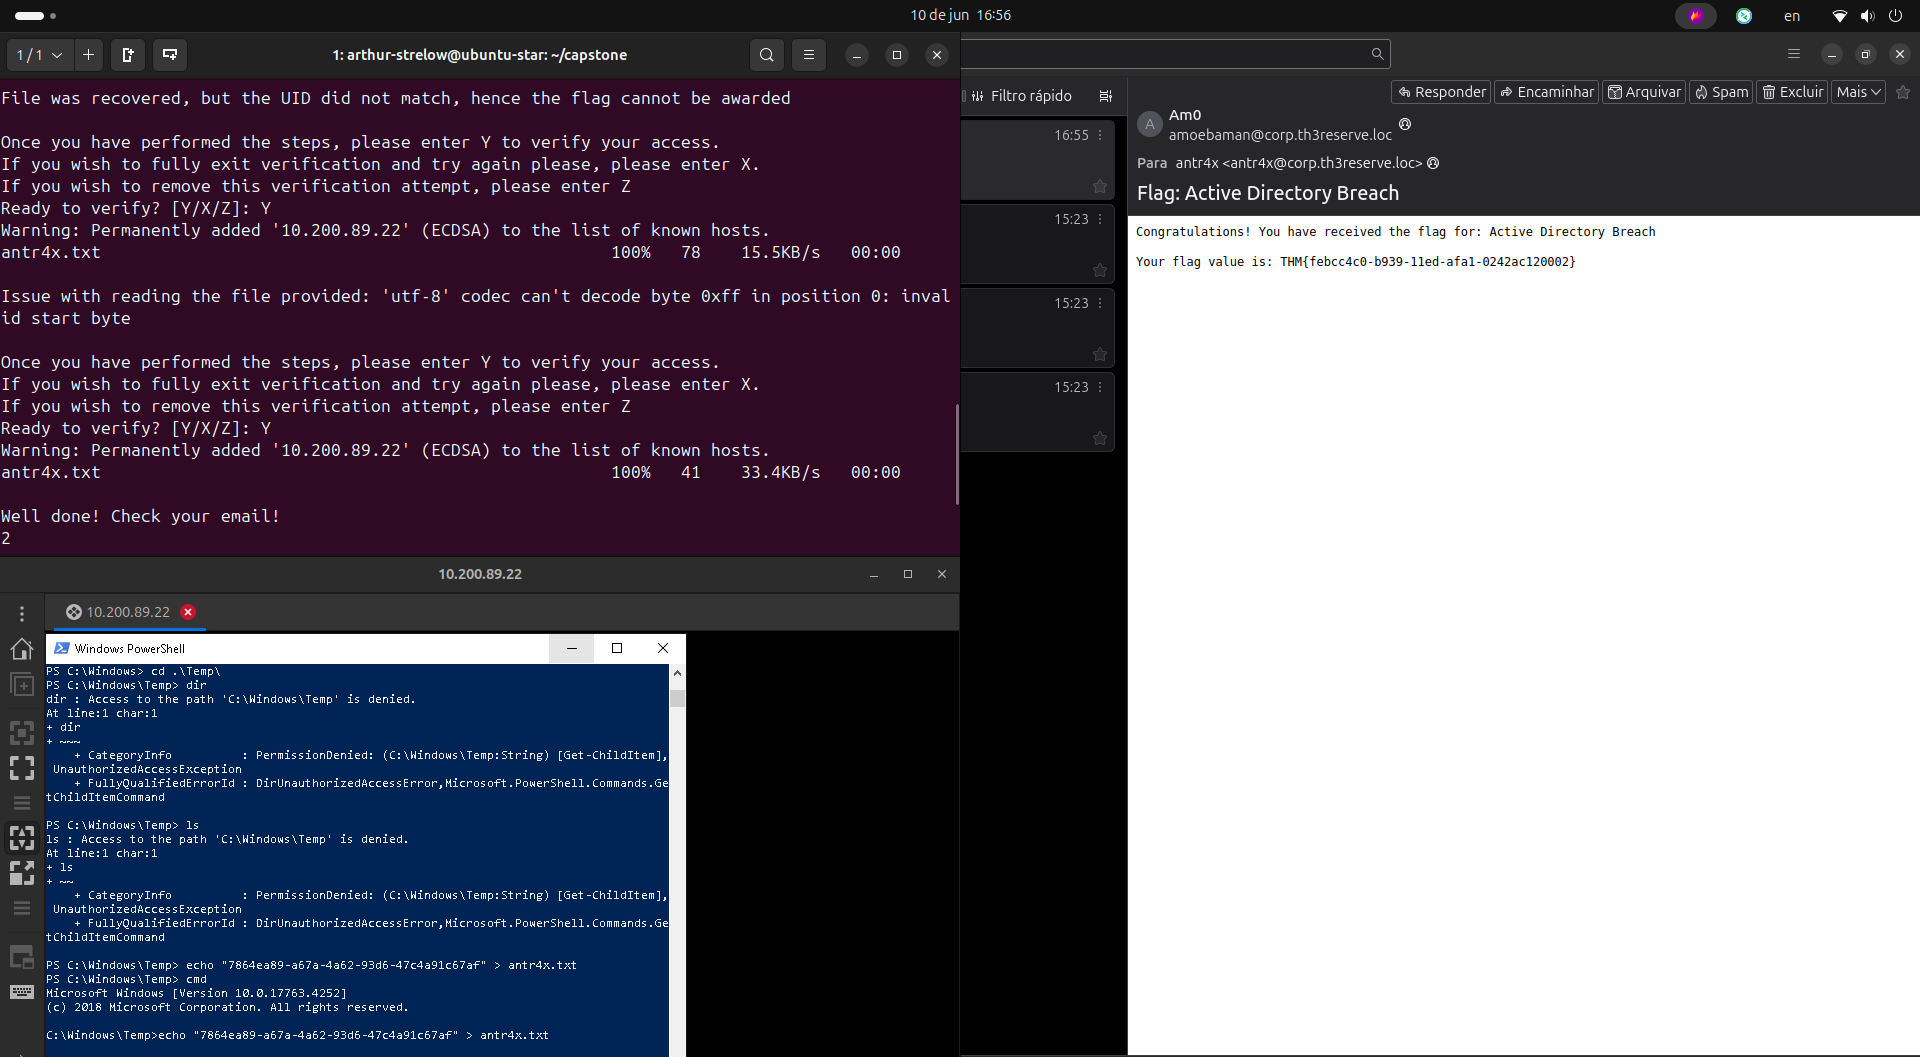 10 de jun 16:56
en
1 / 1
1: arthur-strelow@ubuntu-star: ~/capstone
File was recovered, but the UID did not match, hence the flag cannot be awarded
Once you have performed the steps, please enter Y to verify your access.
If you wish to fully exit verification and try again please, please enter X.
If you wish to remove this verification attempt, please enter Z
Ready to verify? [Y/X/Z]: Y
Warning: Permanently added '10.200.89.22' (ECDSA) to the list of known hosts.
antr4x.txt 100% 78 15.5KB/s 00:00
Issue with reading the file provided: 'utf-8' codec can't decode byte 0xff in position 0: inval
id start byte
Once you have performed the steps, please enter Y to verify your access.
If you wish to fully exit verification and try again please, please enter X.
If you wish to remove this verification attempt, please enter Z
Ready to verify? [Y/X/Z]: Y
Warning: Permanently added '10.200.89.22' (ECDSA) to the list of known hosts.
antr4x.txt 100% 41 33.4KB/s 00:00
Well done! Check your email!
2
10.200.89.22
10.200.89.22
Windows PowerShell
PS C:\Windows> cd .\Temp\
PS C:\Windows\Temp> dir
dir : Access to the path 'C:\Windows\Temp' is denied.
At line:1 char:1
+ dir
+ ~~~
+ CategoryInfo : PermissionDenied: (C:\Windows\Temp:String) [Get-ChildItem],
UnauthorizedAccessException
+ FullyQualifiedErrorId : DirUnauthorizedAccessError,Microsoft.PowerShell.Commands.Ge
tChildItemCommand
PS C:\Windows\Temp> ls
ls : Access to the path 'C:\Windows\Temp' is denied.
At line:1 char:1
+ ls
+ ~~
+ CategoryInfo : PermissionDenied: (C:\Windows\Temp:String) [Get-ChildItem],
UnauthorizedAccessException
+ FullyQualifiedErrorId : DirUnauthorizedAccessError,Microsoft.PowerShell.Commands.Ge
tChildItemCommand
PS C:\Windows\Temp> echo "7864ea89-a67a-4a62-93d6-47c4a91c67af" > antr4x.txt
PS C:\Windows\Temp> cmd
Microsoft Windows [Version 10.0.17763.4252]
(c) 2018 Microsoft Corporation. All rights reserved.
C:\Windows\Temp>echo "7864ea89-a67a-4a62-93d6-47c4a91c67af" > antr4x.txt
Filtro rápido
16:55
15:23
15:23
15:23
Responder Encaminhar Arquivar Spam Excluir Mais
A
Am0
amoebaman@corp.th3reserve.loc
Para antr4x <antr4x@corp.th3reserve.loc>
Flag: Active Directory Breach
Congratulations! You have received the flag for: Active Directory Breach
Your flag value is: THM{febcc4c0-b939-11ed-afa1-0242ac120002}